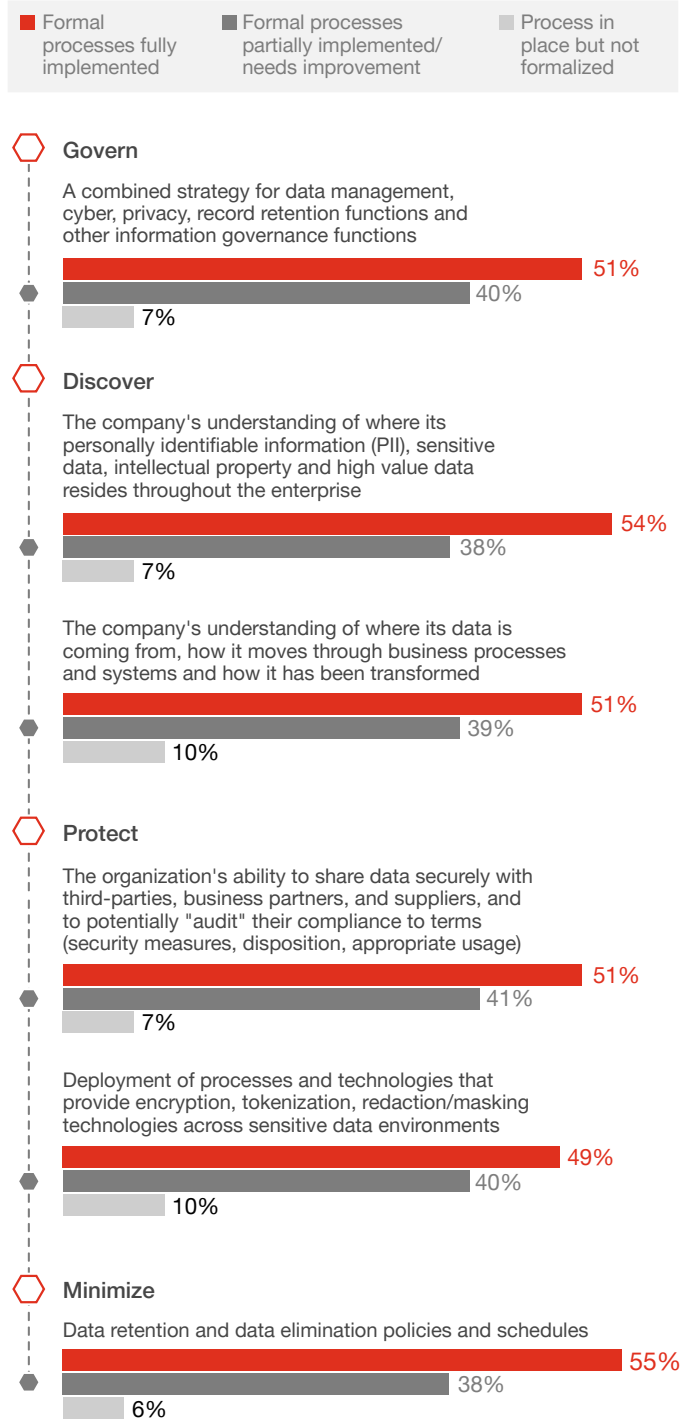 Formal
processes fully
implemented
Formal processes
partially implemented/
needs improvement
Process in
place but not
formalized
Govern
A combined strategy for data management,
cyber, privacy, record retention functions and
other information governance functions
51%
40%
7%
Discover
The company's understanding of where its
personally identifiable information (PII), sensitive
data, intellectual property and high value data
resides throughout the enterprise
54%
38%
7%
The company's understanding of where its data is
coming from, how it moves through business processes
and systems and how it has been transformed
51%
39%
10%
Protect
The organization's ability to share data securely with
third-parties, business partners, and suppliers, and
to potentially "audit" their compliance to terms
(security measures, disposition, appropriate usage)
51%
41%
7%
Deployment of processes and technologies that
provide encryption, tokenization, redaction/masking
technologies across sensitive data environments
49%
40%
10%
Minimize
Data retention and data elimination policies and schedules
55%
38%
6%